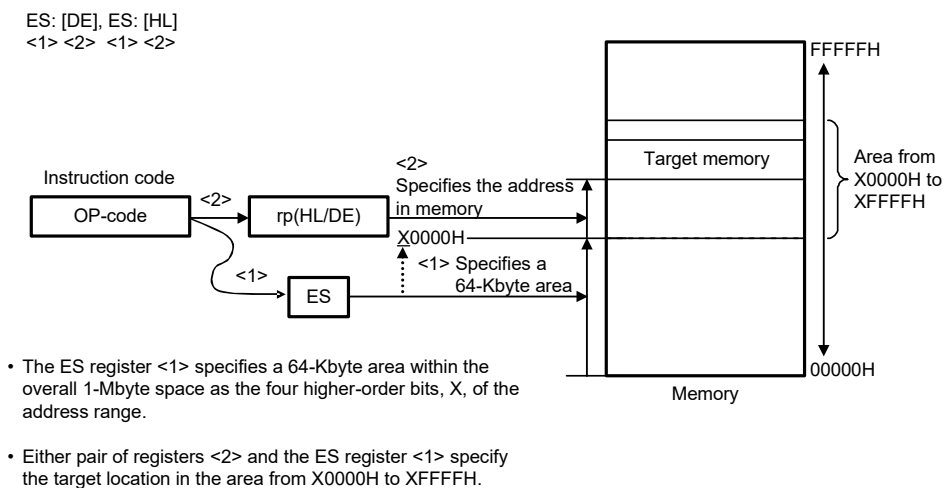 ES: [DE], ES: [HL]
<1> <2> <1> <2>
FFFFFH
Target memory
Area from
X0000H to
XFFFFH
<2>
Specifies the address
in memory
Instruction code
<2>
OP-code
rp(HL/DE)
X0000H
<1> Specifies a
64-Kbyte area
<1>
ES
00000H
Memory
• The ES register <1> specifies a 64-Kbyte area within the
overall 1-Mbyte space as the four higher-order bits, X, of the
address range.
• Either pair of registers <2> and the ES register <1> specify
the target location in the area from X0000H to XFFFFH.